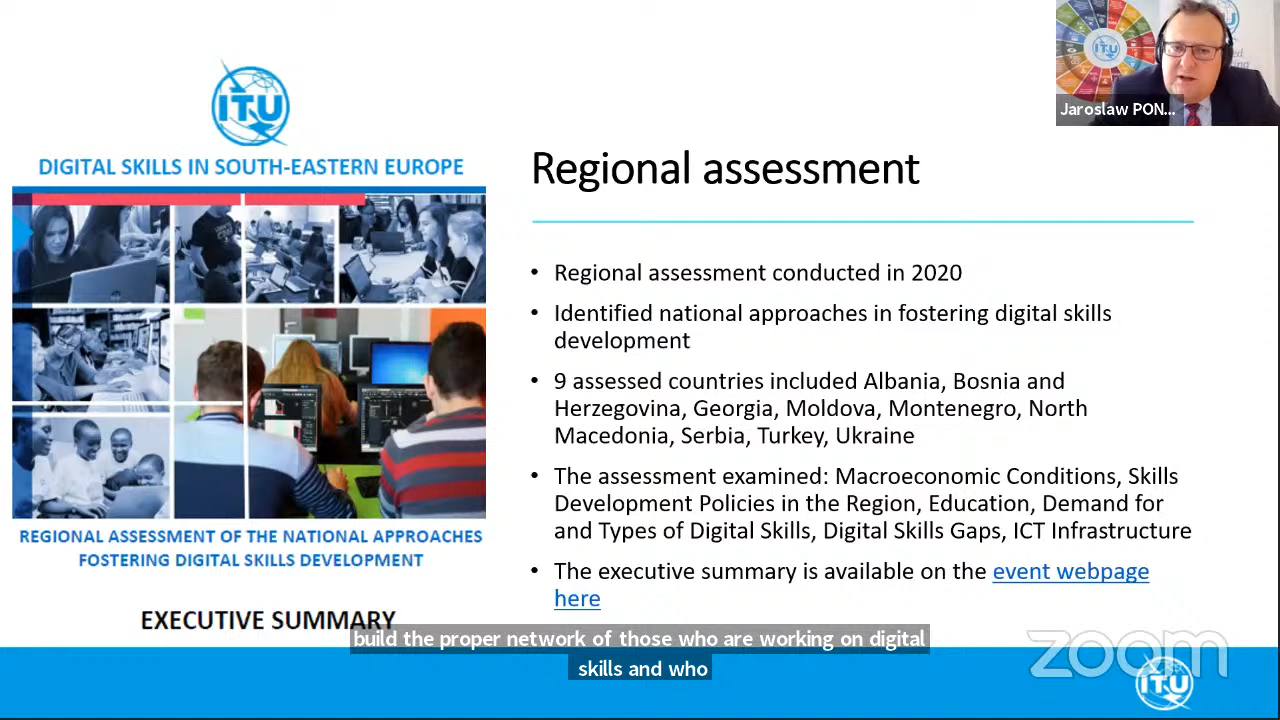 ITU
Jaroslaw PON...
ITU
DIGITAL SKILLS IN SOUTH-EASTERN EUROPE
REGIONAL ASSESSMENT OF THE NATIONAL APPROACHES
FOSTERING DIGITAL SKILLS DEVELOPMENT
EXECUTIVE SUMMARY
Regional assessment
• Regional assessment conducted in 2020
• Identified national approaches in fostering digital skills
development
• 9 assessed countries included Albania, Bosnia and
Herzegovina, Georgia, Moldova, Montenegro, North
Macedonia, Serbia, Turkey, Ukraine
• The assessment examined: Macroeconomic Conditions, Skills
Development Policies in the Region, Education, Demand for
and Types of Digital Skills, Digital Skills Gaps, ICT Infrastructure
• The executive summary is available on the event webpage
here
build the proper network of those who are working on digital
skills and who
zoom
ITU